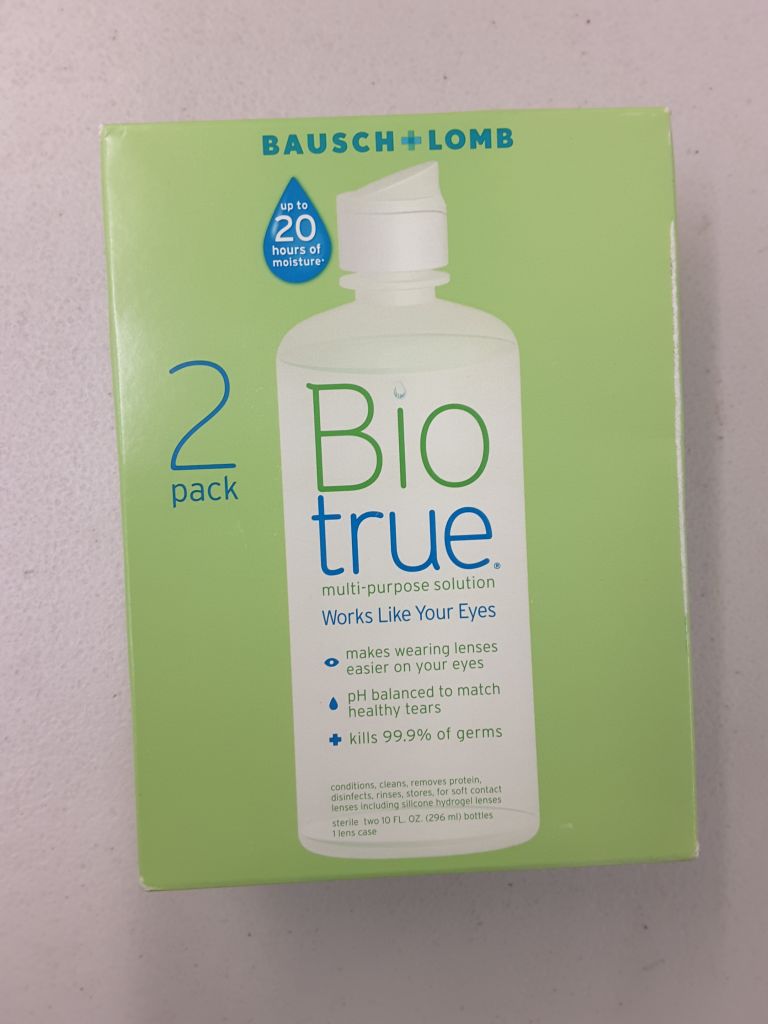 BAUSCH+LOMB
up to
20
hours of
moisture*
2
pack
Bio
true®
multi-purpose solution
Works Like Your Eyes
makes wearing lenses
easier on your eyes
pH balanced to match
healthy tears
kills 99.9% of germs
conditions, cleans, removes protein,
disinfects, rinses, stores, for soft contact
lenses including silicone hydrogel lenses
sterile two 10 FL. OZ. (296 ml) bottles
1 lens case